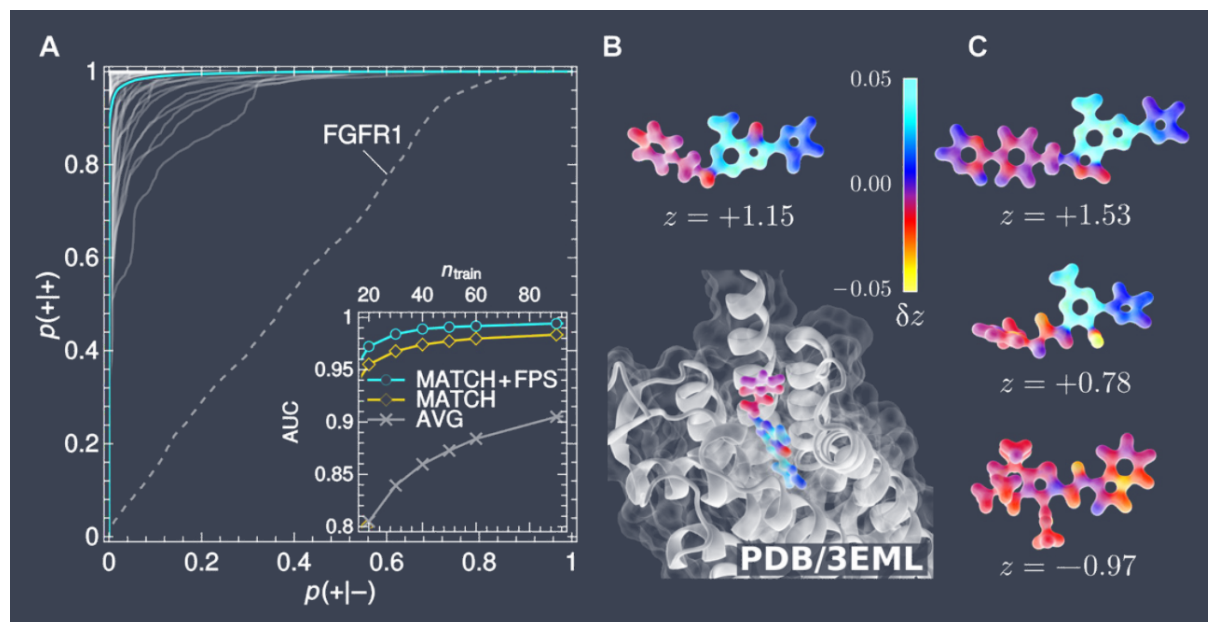 A
1
0.8
0.6
0.4
0.2
0
p(+|+)
0
0.2
0.4
0.6
0.8
1
p(+|−)
FGFR1
n train
20
40
60
80
1
0.95
0.9
0.85
0.8
AUC
MATCH+FPS
MATCH
AVG
B
z = +1.15
0.05
0.00
−0.05
δz
PDB/3EML
C
z = +1.53
z = +0.78
z = −0.97